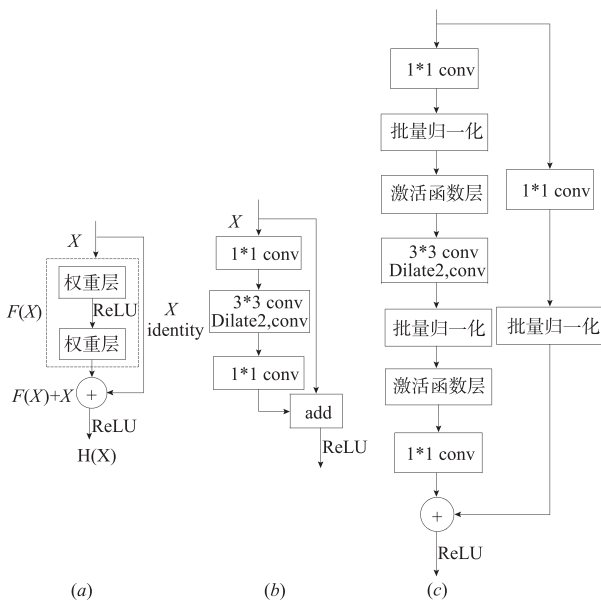 X
权重层
ReLU
权重层
F(X)
X
identity
F(X)+X
+
ReLU
H(X)
(a)
X
1*1 conv
3*3 conv
Dilate2,conv
1*1 conv
add
ReLU
(b)
1*1 conv
批量归一化
激活函数层
3*3 conv
Dilate2,conv
批量归一化
激活函数层
1*1 conv
1*1 conv
批量归一化
+
ReLU
(c)